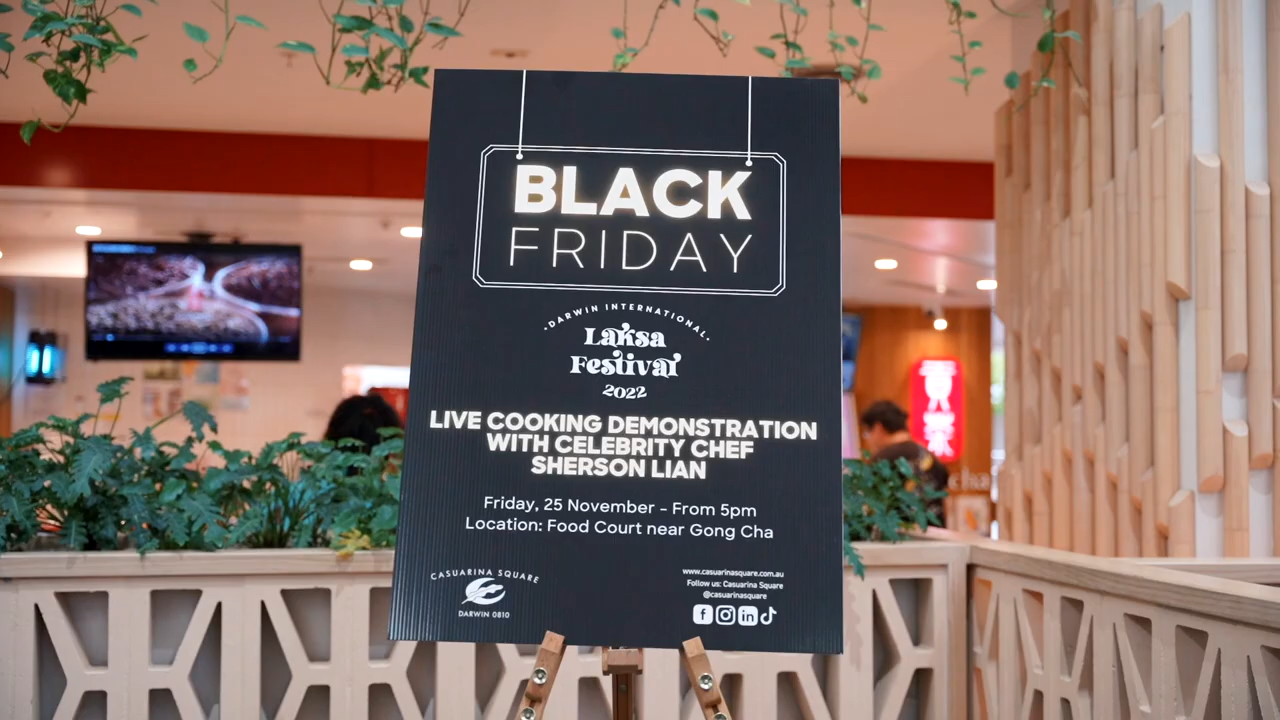 BLACK
FRIDAY
·DARWIN INTERNATIONAL·
Laksa
Festival
2022
LIVE COOKING DEMONSTRATION
WITH CELEBRITY CHEF
SHERSON LIAN
Friday, 25 November - From 5pm
Location: Food Court near Gong Cha
CASUARINA SQUARE
DARWIN 0810
www.casuarinasquare.com.au
Follow us: Casuarina Square
@casuarinasquare
cha